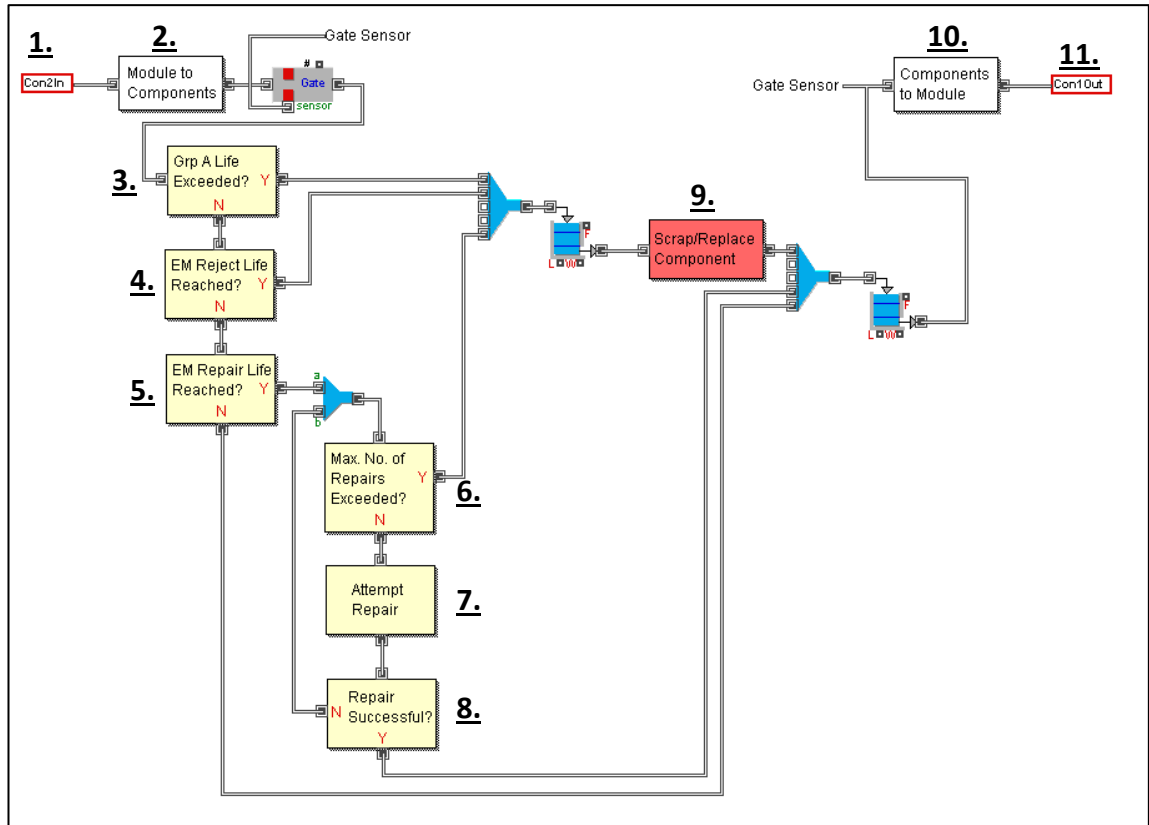 1.
Con2In
2.
Module to
Components
Gate Sensor
#
Gate
sensor
10.
Components
to Module
Gate Sensor
11.
Con1Out
3.
Grp A Life
Exceeded?
Y
N
4.
EM Reject Life
Reached?
Y
N
5.
EM Repair Life
Reached?
Y
N
a
b
6.
Max. No. of
Repairs
Exceeded?
Y
N
7.
Attempt
Repair
8.
Repair
Successful?
N
Y
F
L W
9.
Scrap/Replace
Component
F
L W